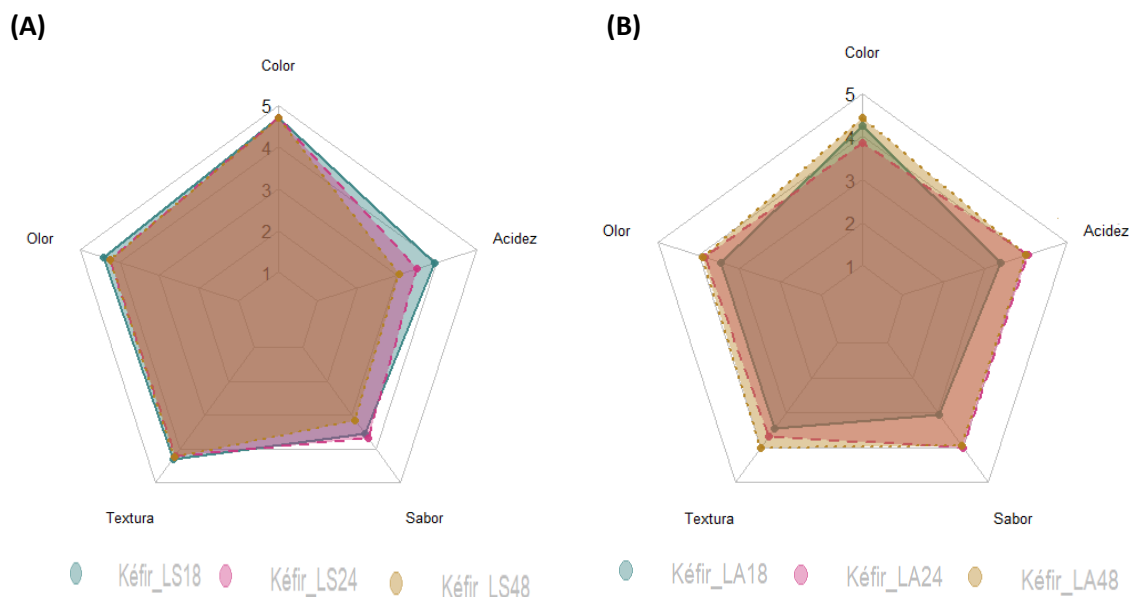 (A)
Color
5
4
3
2
1
Olor
Acidez
Textura
Sabor
Kéfir_LS18
Kéfir_LS24
Kéfir_LS48
(B)
Color
5
4
3
2
1
Olor
Acidez
Textura
Sabor
Kéfir_LA18
Kéfir_LA24
Kéfir_LA48